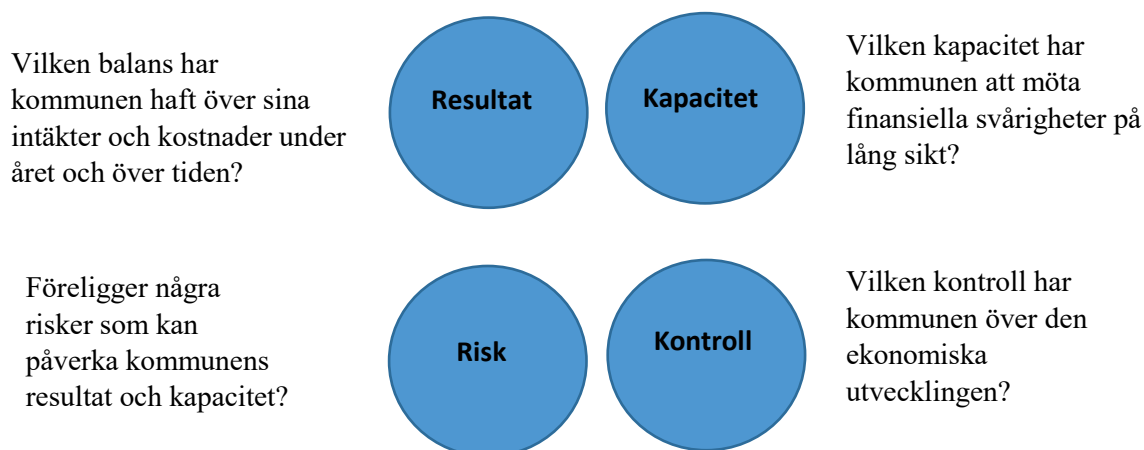 Vilken balans har
kommunen haft över sina
intäkter och kostnader under
året och över tiden?
Resultat
Kapacitet
Vilken kapacitet har
kommunen att möta
finansiella svårigheter på
lång sikt?
Föreligger några
risker som kan
påverka kommunens
resultat och kapacitet?
Risk
Kontroll
Vilken kontroll har
kommunen över den
ekonomiska
utvecklingen?